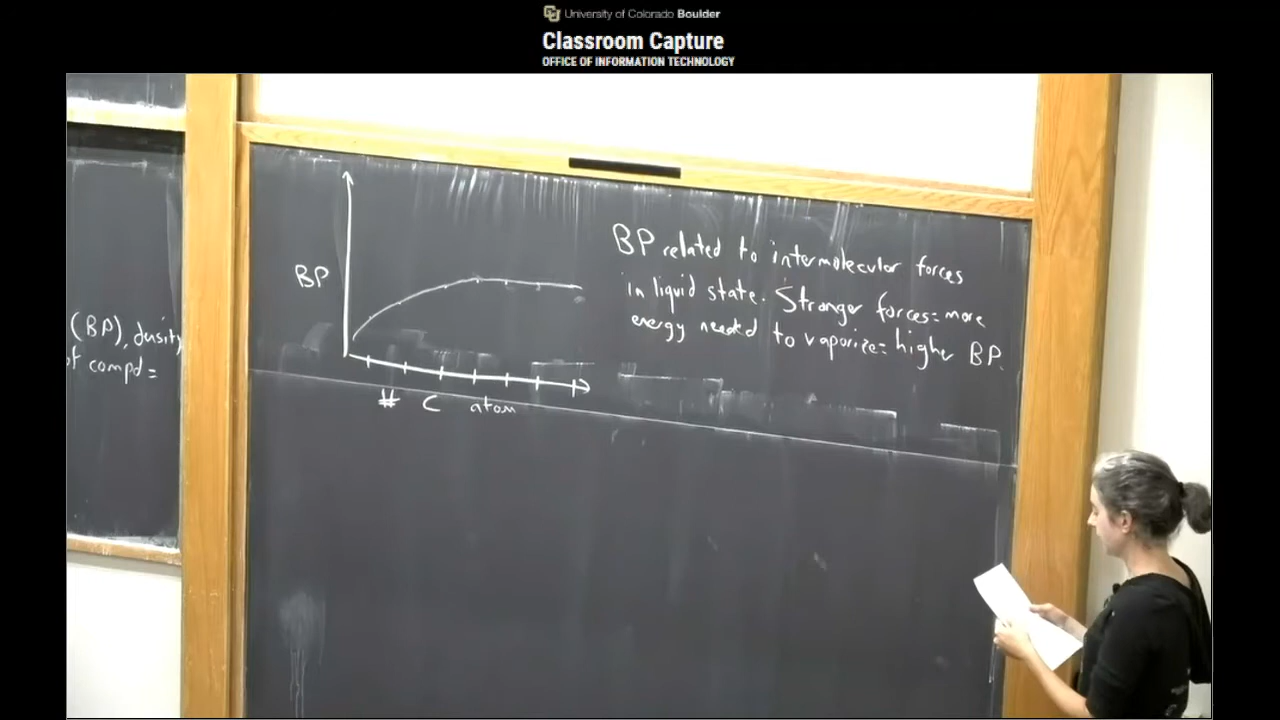 University of Colorado Boulder
Classroom Capture
OFFICE OF INFORMATION TECHNOLOGY
(BP), density
of compd =
BP
# C atom
BP related to intermolecular forces
in liquid state. Stronger forces = more
energy needed to vaporize = higher BP.